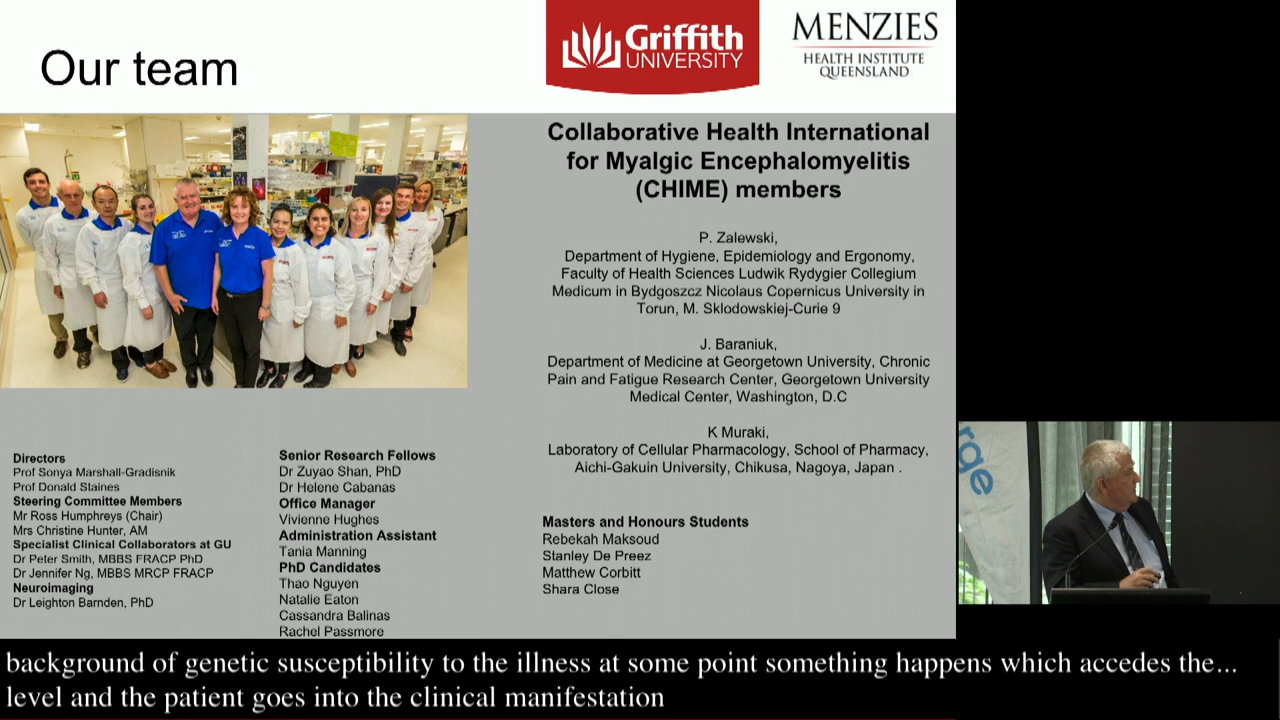 Our team
Griffith
UNIVERSITY
MENZIES
HEALTH INSTITUTE
QUEENSLAND
Collaborative Health International
for Myalgic Encephalomyelitis
(CHIME) members
P. Zalewski,
Department of Hygiene, Epidemiology and Ergonomy,
Faculty of Health Sciences Ludwik Rydygier Collegium
Medicum in Bydgoszcz Nicolaus Copernicus University in
Torun, M. Sklodowskiej-Curie 9
J. Baraniuk,
Department of Medicine at Georgetown University, Chronic
Pain and Fatigue Research Center, Georgetown University
Medical Center, Washington, D.C
K Muraki,
Laboratory of Cellular Pharmacology, School of Pharmacy,
Aichi-Gakuin University, Chikusa, Nagoya, Japan .
Directors
Prof Sonya Marshall-Gradisnik
Prof Donald Staines
Steering Committee Members
Mr Ross Humphreys (Chair)
Mrs Christine Hunter, AM
Specialist Clinical Collaborators at GU
Dr Peter Smith, MBBS FRACP PhD
Dr Jennifer Ng, MBBS MRCP FRACP
Neuroimaging
Dr Leighton Barnden, PhD
Senior Research Fellows
Dr Zuyao Shan, PhD
Dr Helene Cabanas
Office Manager
Vivienne Hughes
Administration Assistant
Tania Manning
PhD Candidates
Thao Nguyen
Natalie Eaton
Cassandra Balinas
Rachel Passmore
Masters and Honours Students
Rebekah Maksoud
Stanley De Preez
Matthew Corbitt
Shara Close
rge
background of genetic susceptibility to the illness at some point something happens which accedes the...
level and the patient goes into the clinical manifestation